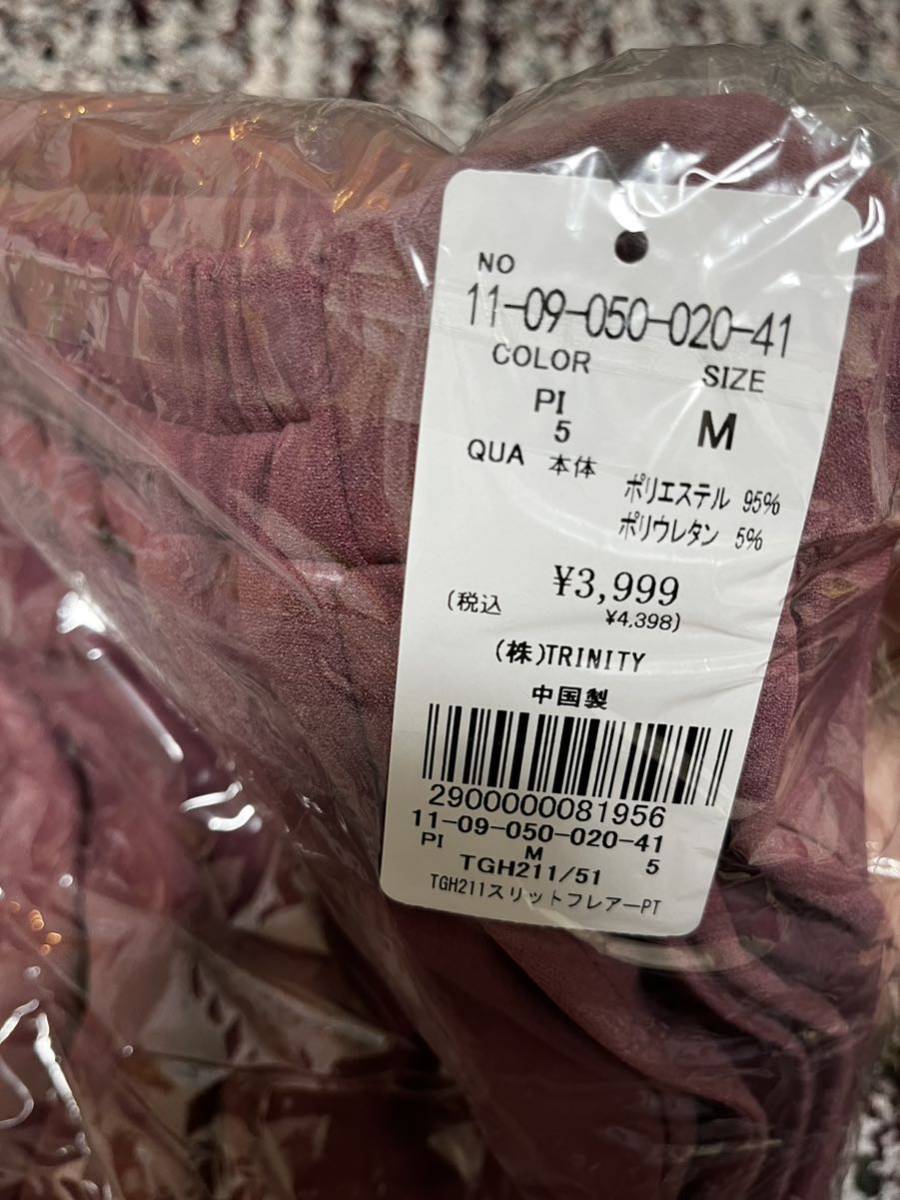 NO
11-09-050-020-41
COLOR SIZE
PI M
5
QUA 本体
ポリエステル 95%
ポリウレタン 5%
¥3,999
(税込 ¥4,398)
(株)TRINITY
中国製
2900000081956
11-09-050-020-41
PI M 5
TGH211/51
TGH211スリットフレアーPT